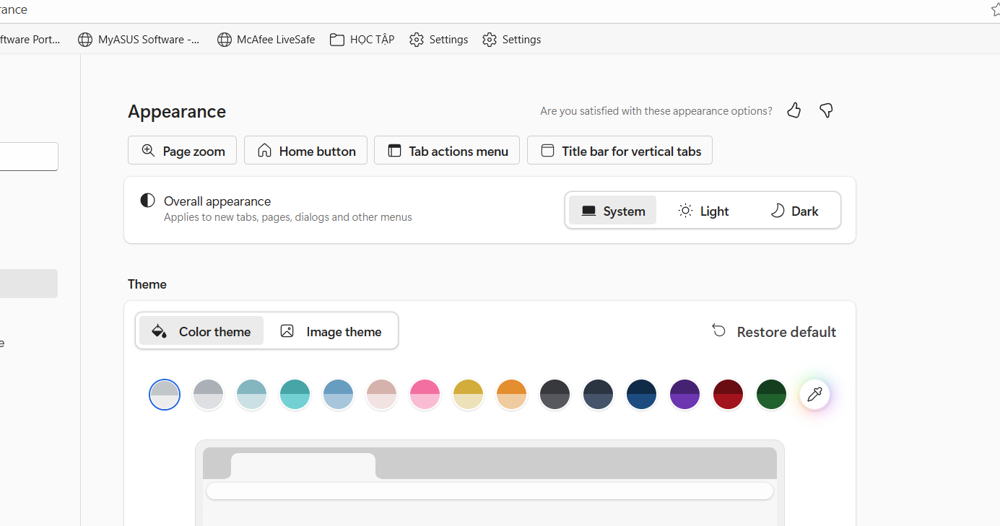 rance
ftware Port...
MyASUS Software -...
McAfee LiveSafe
HỌC TẬP
Settings
Settings
Appearance
Are you satisfied with these appearance options?
Page zoom
Home button
Tab actions menu
Title bar for vertical tabs
Overall appearance
Applies to new tabs, pages, dialogs and other menus
System
Light
Dark
Theme
Color theme
Image theme
Restore default
e